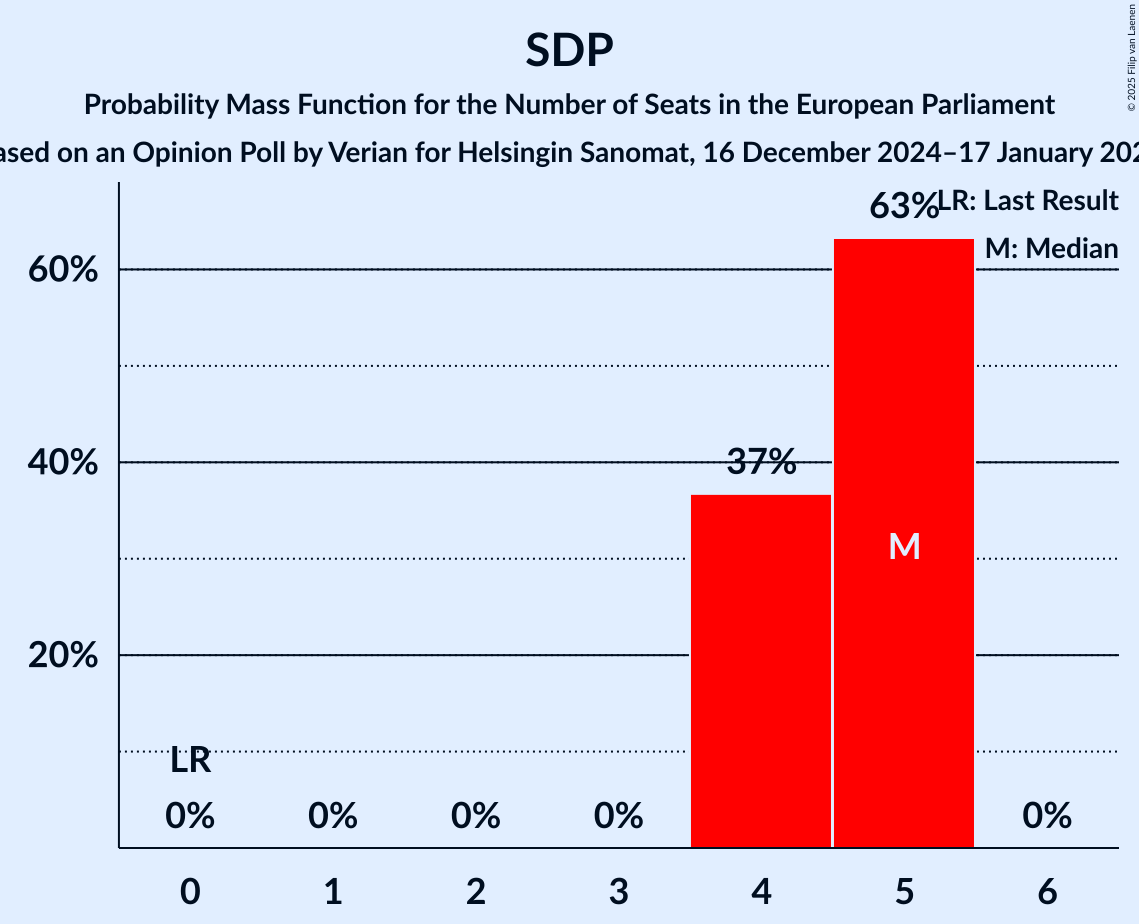 SDP
Probability Mass Function for the Number of Seats in the European Parliament
ased on an Opinion Poll by Verian for Helsingin Sanomat, 16 December 2024–17 January 202
© 2025 Filip van Laenen
LR: Last Result
M: Median
63%
60%
40%
37%
M
20%
LR
0% 0% 0% 0% 0%
0 1 2 3 4 5 6